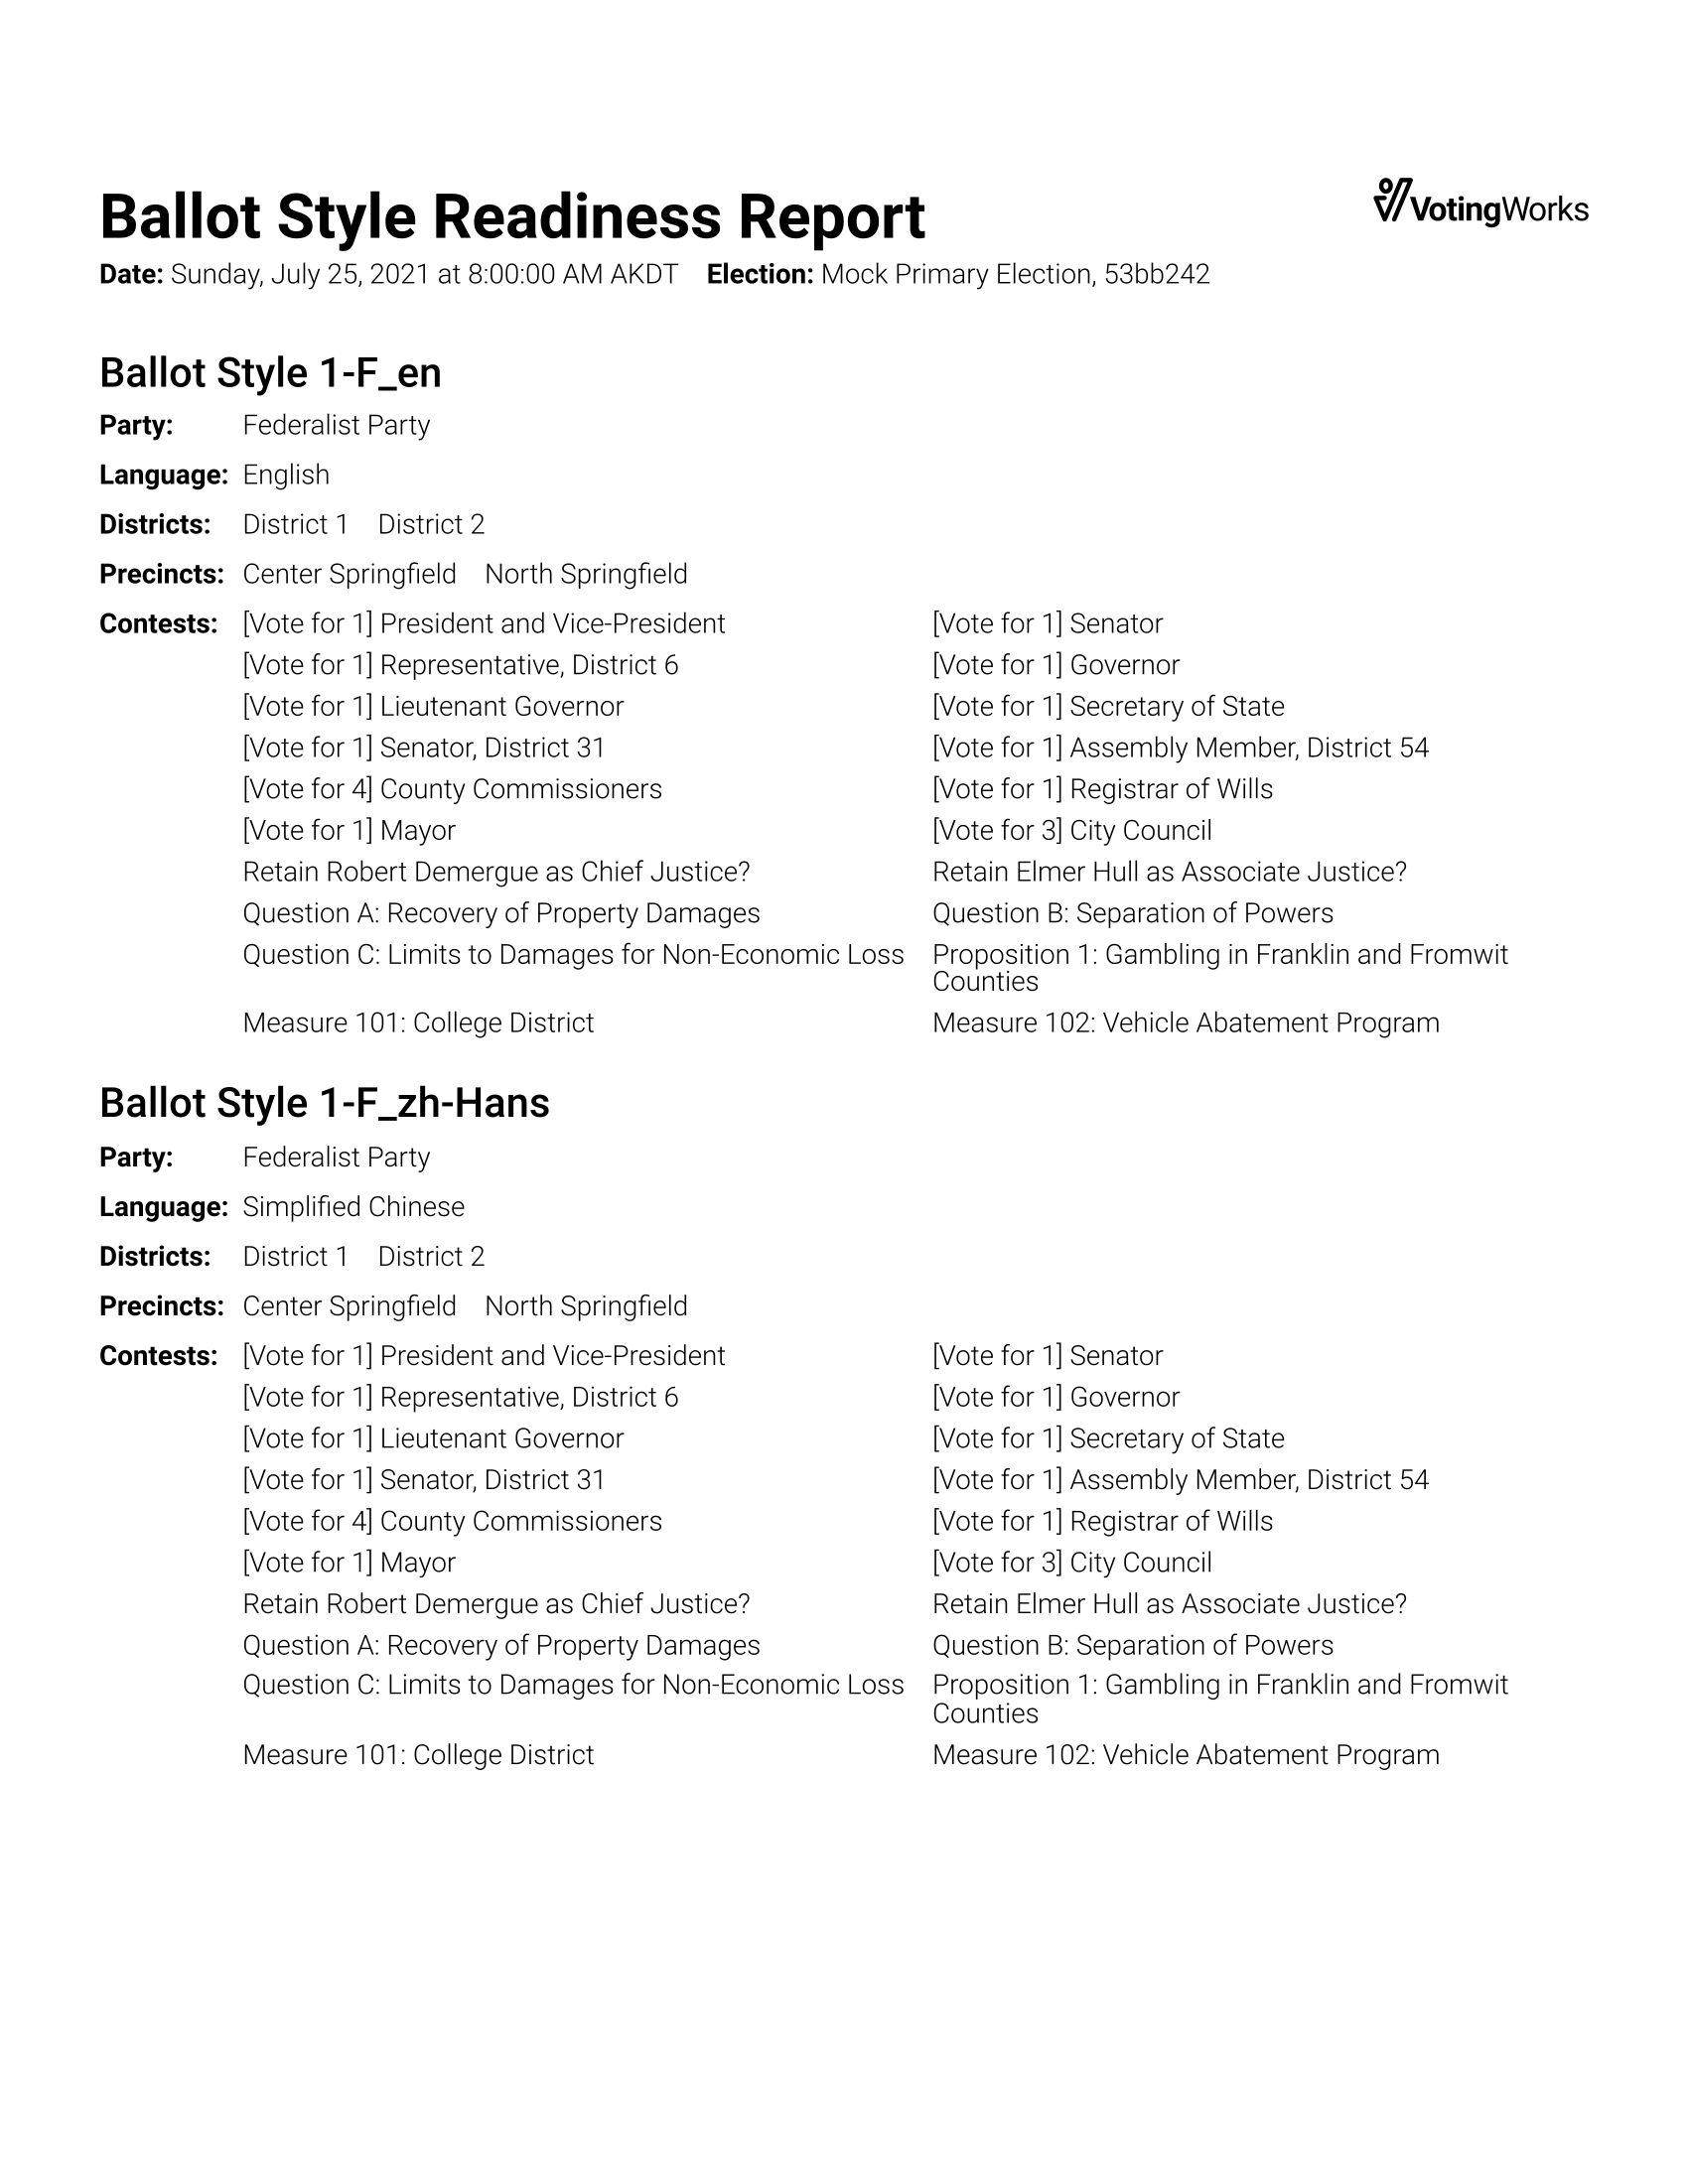 Ballot Style Readiness Report
VotingWorks
Date: Sunday, July 25, 2021 at 8:00:00 AM AKDT Election: Mock Primary Election, 53bb242
Ballot Style 1-F_en
Party: Federalist Party
Language: English
Districts: District 1 District 2
Precincts: Center Springfield North Springfield
Contests: [Vote for 1] President and Vice-President [Vote for 1] Senator
[Vote for 1] Representative, District 6 [Vote for 1] Governor
[Vote for 1] Lieutenant Governor [Vote for 1] Secretary of State
[Vote for 1] Senator, District 31 [Vote for 1] Assembly Member, District 54
[Vote for 4] County Commissioners [Vote for 1] Registrar of Wills
[Vote for 1] Mayor [Vote for 3] City Council
Retain Robert Demergue as Chief Justice? Retain Elmer Hull as Associate Justice?
Question A: Recovery of Property Damages Question B: Separation of Powers
Question C: Limits to Damages for Non-Economic Loss Proposition 1: Gambling in Franklin and Fromwit
Counties
Measure 101: College District Measure 102: Vehicle Abatement Program
Ballot Style 1-F_zh-Hans
Party: Federalist Party
Language: Simplified Chinese
Districts: District 1 District 2
Precincts: Center Springfield North Springfield
Contests: [Vote for 1] President and Vice-President [Vote for 1] Senator
[Vote for 1] Representative, District 6 [Vote for 1] Governor
[Vote for 1] Lieutenant Governor [Vote for 1] Secretary of State
[Vote for 1] Senator, District 31 [Vote for 1] Assembly Member, District 54
[Vote for 4] County Commissioners [Vote for 1] Registrar of Wills
[Vote for 1] Mayor [Vote for 3] City Council
Retain Robert Demergue as Chief Justice? Retain Elmer Hull as Associate Justice?
Question A: Recovery of Property Damages Question B: Separation of Powers
Question C: Limits to Damages for Non-Economic Loss Proposition 1: Gambling in Franklin and Fromwit
Counties
Measure 101: College District Measure 102: Vehicle Abatement Program